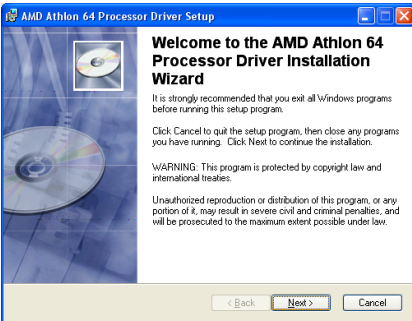 AMD Athlon 64 Processor Driver Setup
Welcome to the AMD Athlon 64
Processor Driver Installation
Wizard
It is strongly recommended that you exit all Windows programs
before running this setup program.
Click Cancel to quit the setup program, then close any programs
you have running. Click Next to continue the installation.
WARNING: This program is protected by copyright law and
international treaties.
Unauthorized reproduction or distribution of this program, or any
portion of it, may result in severe civil and criminal penalties, and
will be prosecuted to the maximum extent possible under law.
< Back Next > Cancel